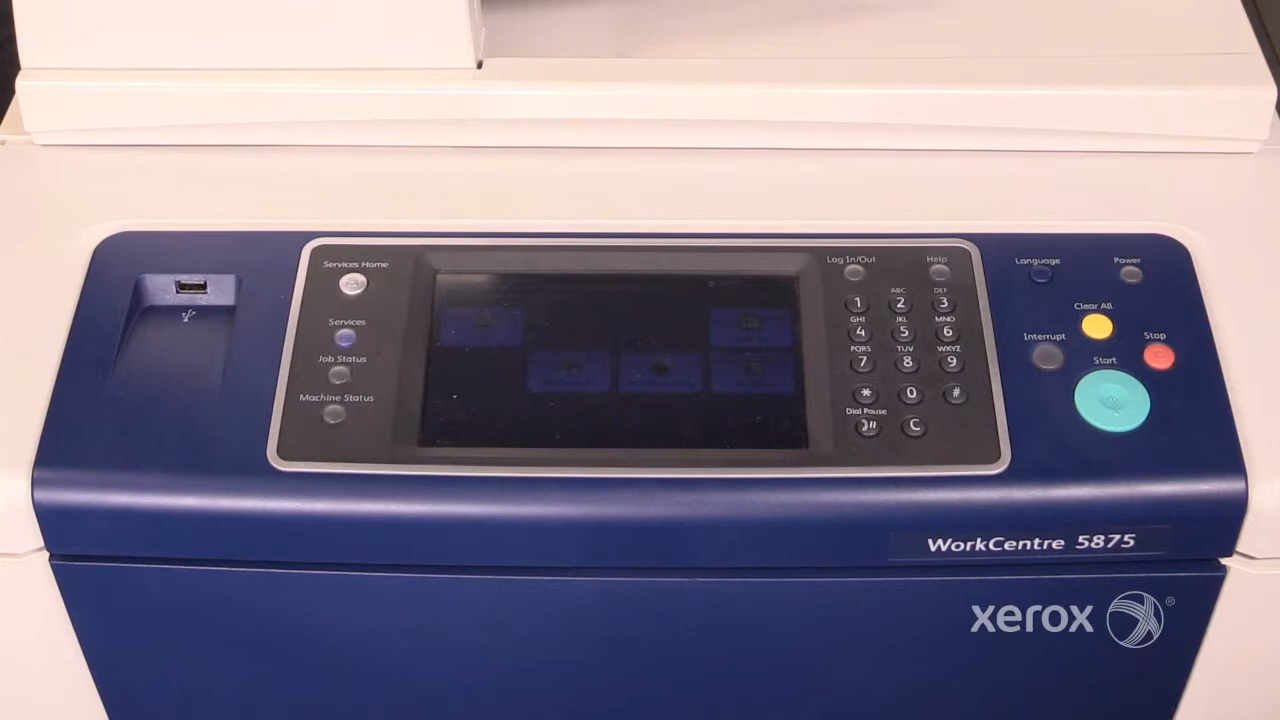 Services Home
Services
Job Status
Machine Status
Log In/Out
Help
1
ABC
2
DEF
3
GHI
4
JKL
5
MNO
6
PQRS
7
TUV
8
WXYZ
9
*
0
#
Dial Pause
C
Language
Power
Clear All
Interrupt
Stop
Start
WorkCentre 5875
xerox ®